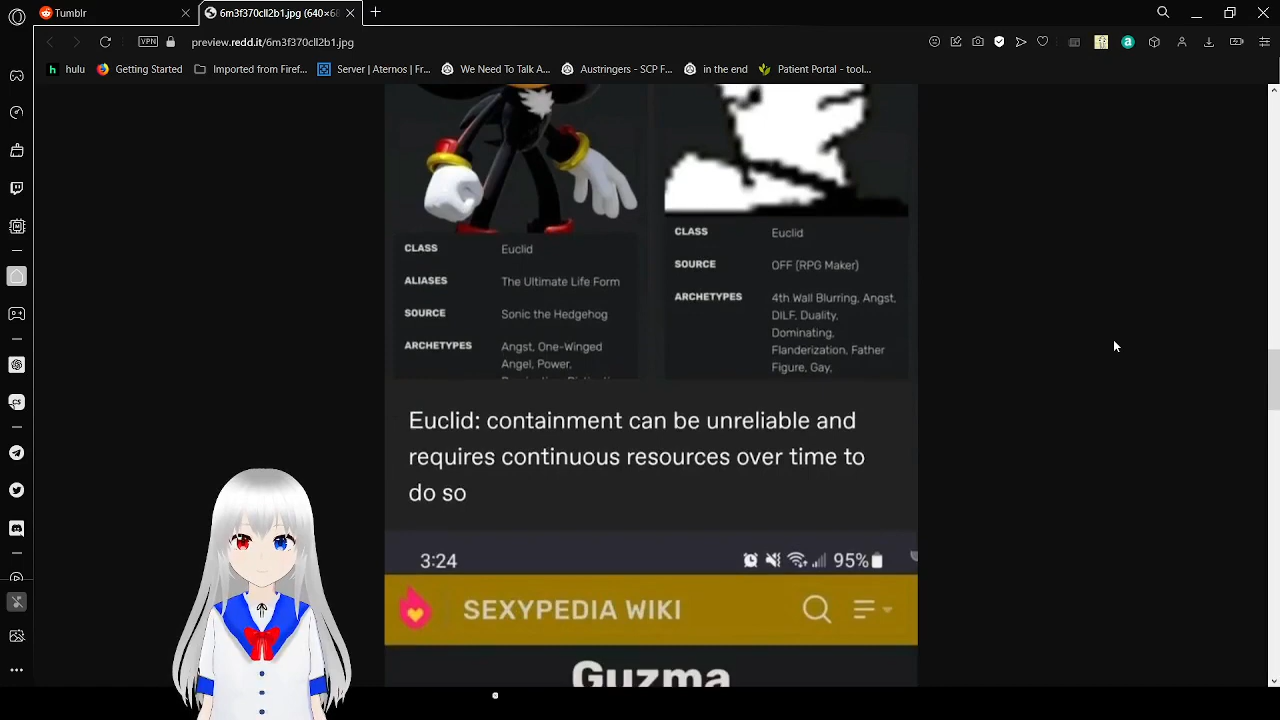 Tumblr
6m3f370cll2b1.jpg (640×68
VPN
preview.redd.it/6m3f370cll2b1.jpg
hulu
Getting Started
Imported from Firef...
Server | Aternos | Fr...
We Need To Talk A...
Austringers - SCP F...
in the end
Patient Portal - tool...
CLASS Euclid
ALIASES The Ultimate Life Form
SOURCE Sonic the Hedgehog
ARCHETYPES Angst, One-Winged
Angel, Power,
CLASS Euclid
SOURCE OFF (RPG Maker)
ARCHETYPES 4th Wall Blurring, Angst,
DILF, Duality,
Dominating,
Flanderization, Father
Figure, Gay,
Euclid: containment can be unreliable and
requires continuous resources over time to
do so
3:24
95%
SEXYPEDIA WIKI
Guzma